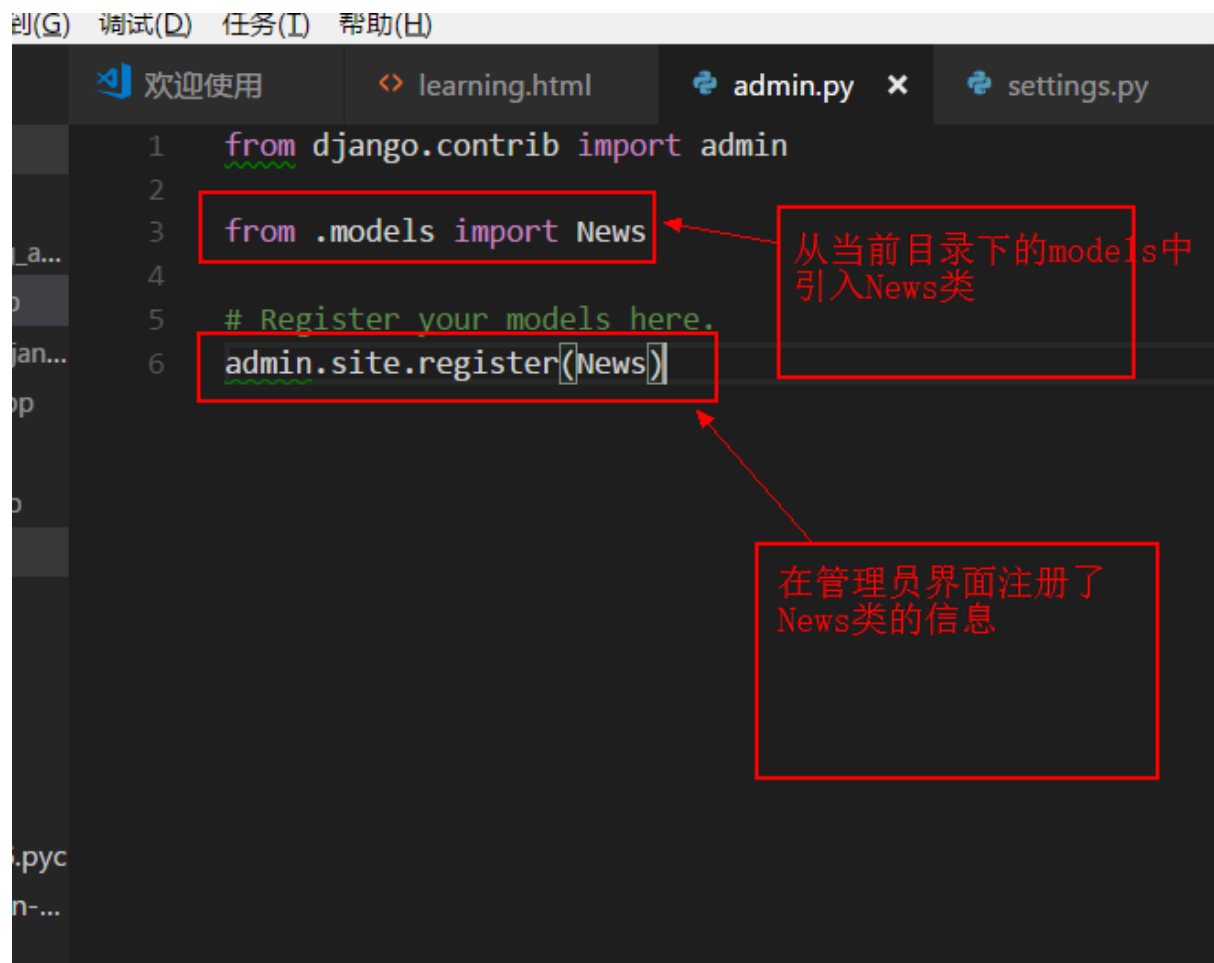 到(G) 调试(D) 任务(T) 帮助(H)
欢迎使用 learning.html admin.py × settings.py
1 from django.contrib import admin
2
3 from .models import News
4
5 # Register your models here.
6 admin.site.register(News)
从当前目录下的models中
引入News类
在管理员界面注册了
News类的信息
_a...
jan...
pp
.pyc
n-...